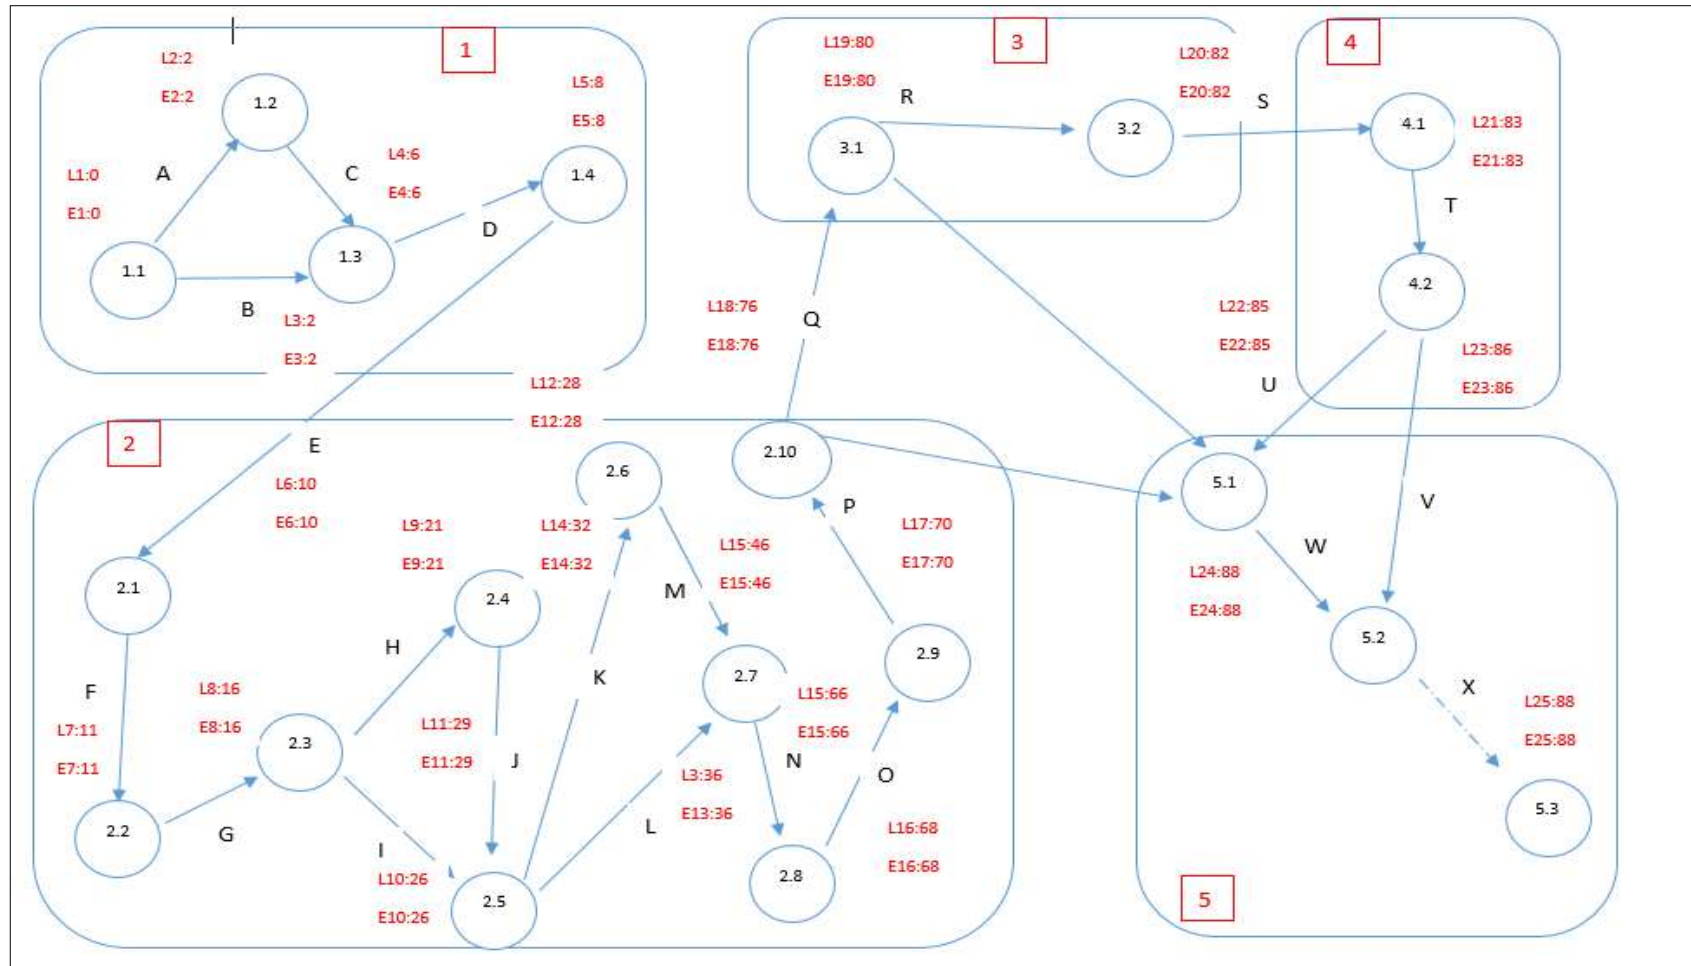 1
L2:2
E2:2
1.2
L5:8
E5:8
L1:0
E1:0
A
C
L4:6
E4:6
1.4
1.1
1.3
D
B
L3:2
E3:2
3
L19:80
E19:80
R
L20:82
E20:82
S
3.1
3.2
4
4.1
L21:83
E21:83
T
4.2
L18:76
E18:76
Q
L22:85
E22:85
U
L23:86
E23:86
V
2
E
L12:28
E12:28
L6:10
E6:10
2.1
L9:21
E9:21
2.4
L14:32
E14:32
2.6
2.10
P
L17:70
E17:70
L15:46
E15:46
M
H
K
2.7
2.9
F
L7:11
E7:11
L8:16
E8:16
2.3
L11:29
E11:29
J
L15:66
E15:66
N
O
2.2
G
I
L10:26
E10:26
2.5
L
L3:36
E13:36
2.8
L16:68
E16:68
5.1
W
L24:88
E24:88
5.2
X
L25:88
E25:88
5.3
5